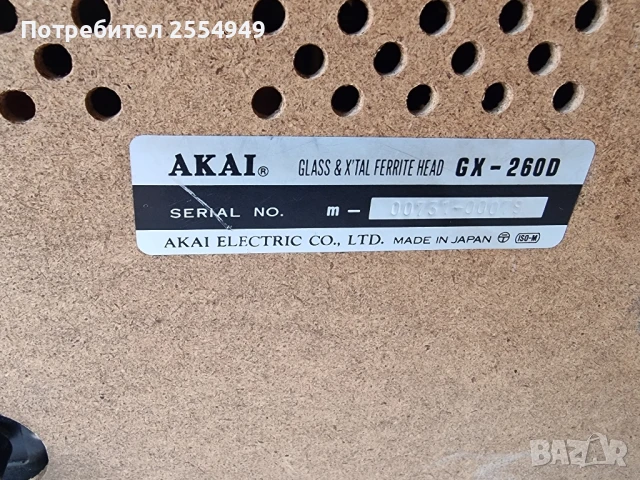 Потребител 2554949
AKAI® GLASS & X'TAL FERRITE HEAD GX-260D
SERIAL NO. m-
AKAI ELECTRIC CO., LTD. MADE IN JAPAN T ISO-M
BAZAR